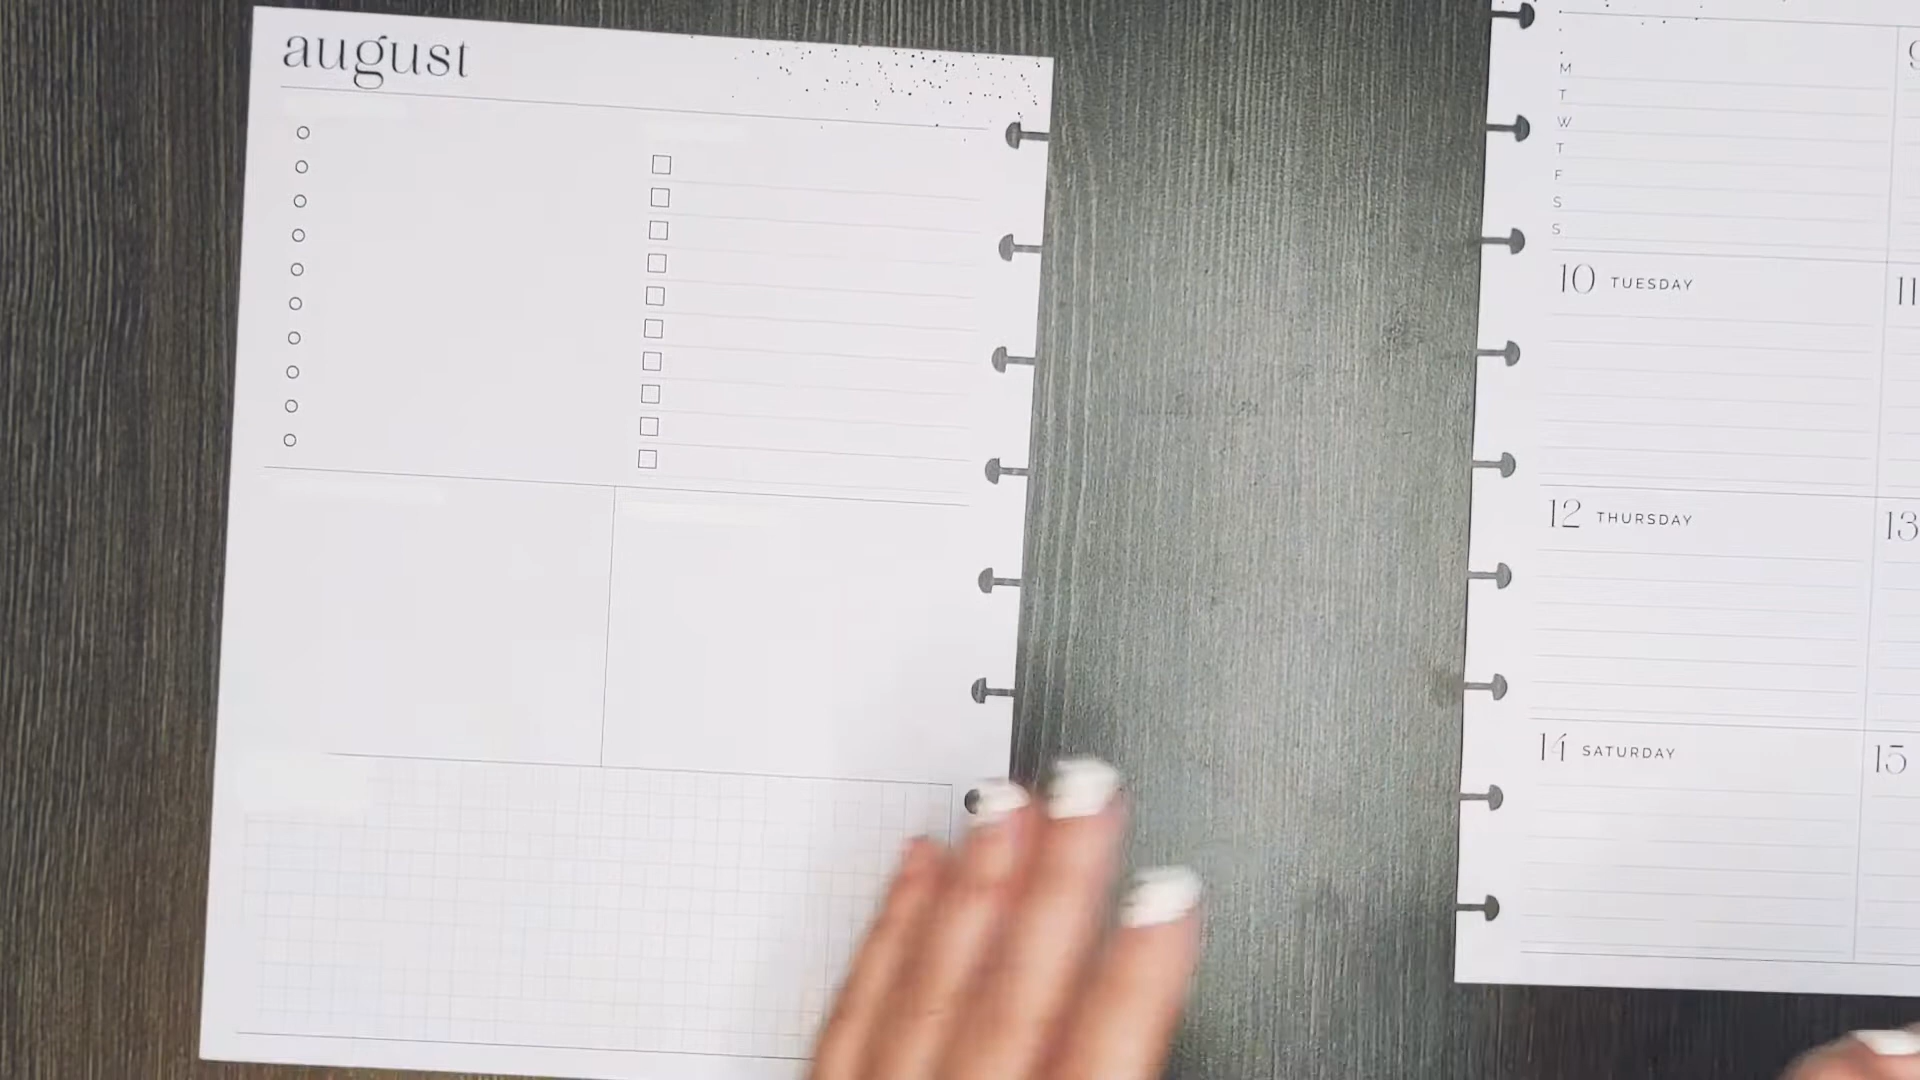 august
M
T
W
T
F
S
S
10 TUESDAY
11
12 THURSDAY
13
14 SATURDAY
15